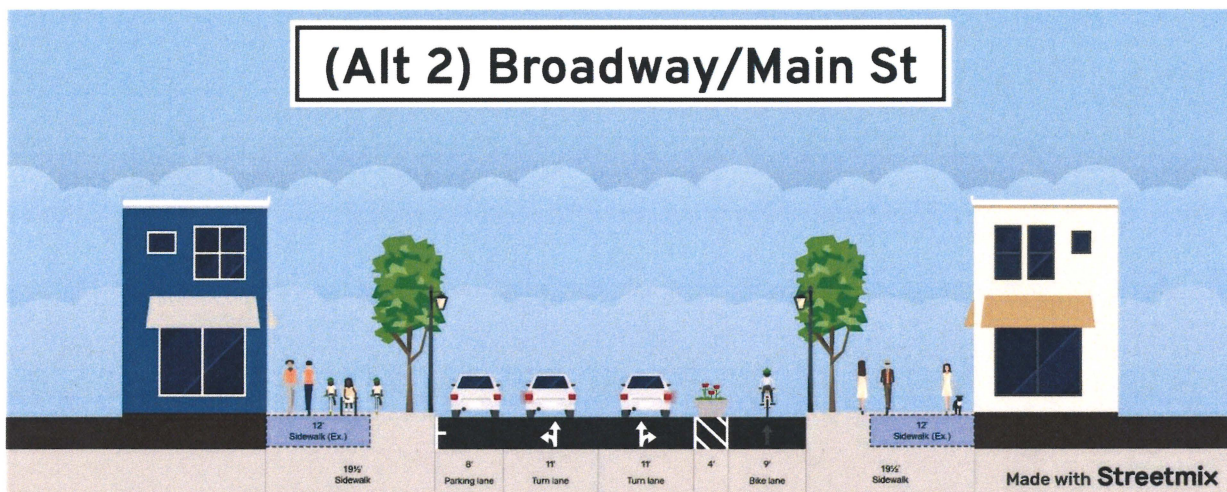 (Alt 2) Broadway/Main St
12'
Sidewalk (Ex.)
12'
Sidewalk (Ex.)
19½'
Sidewalk
8'
Parking lane
11'
Turn lane
11'
Turn lane
4'
9'
Bike lane
19½'
Sidewalk
Made with Streetmix